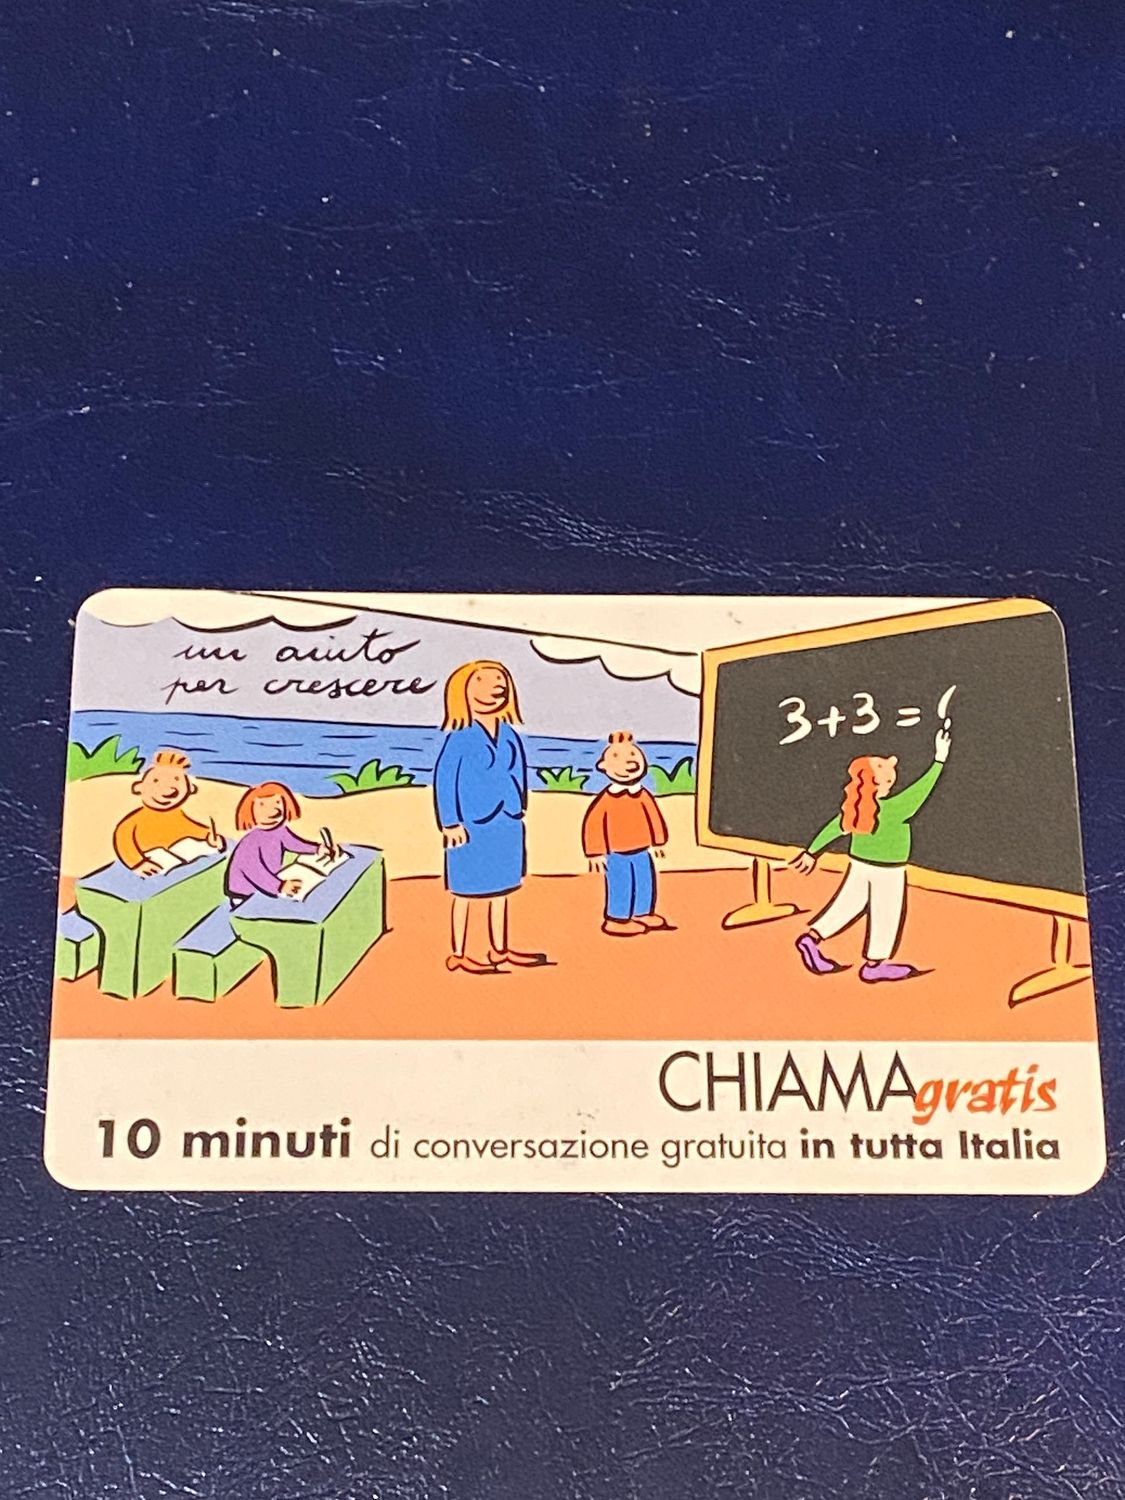 un aiuto
per crescere
3+3=
CHIAMAgratis
10 minuti di conversazione gratuita in tutta Italia